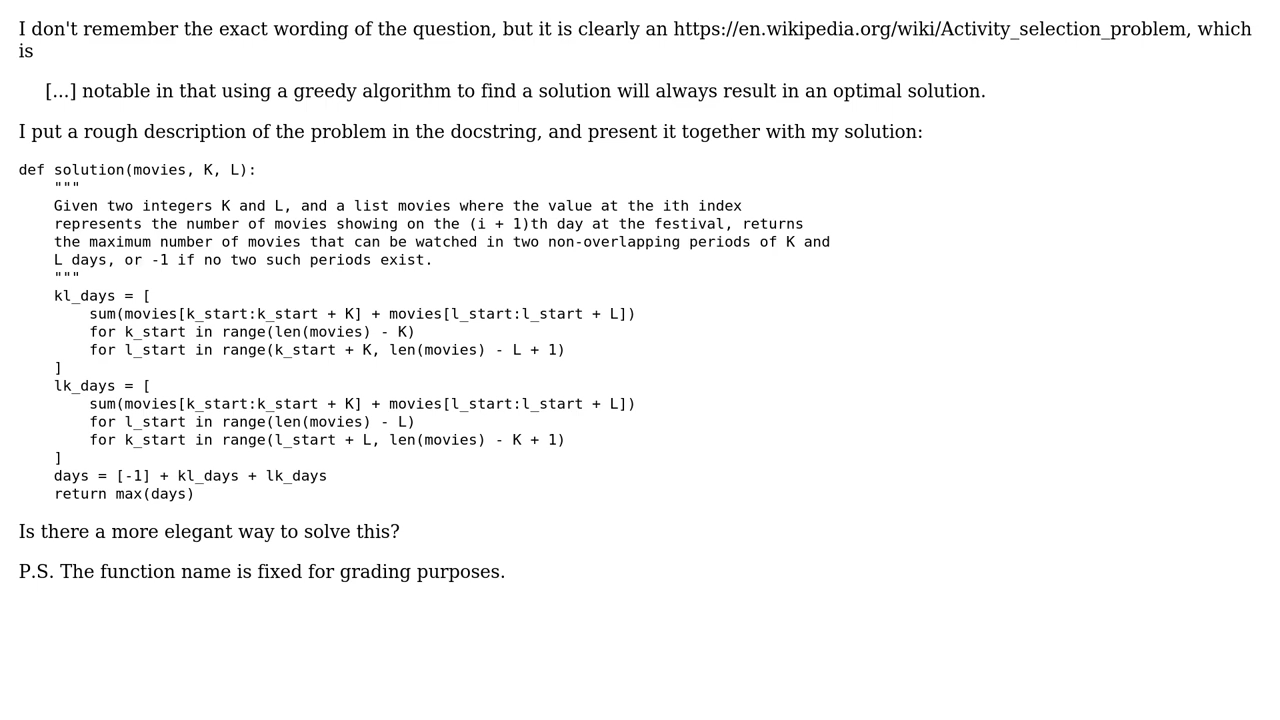 I don't remember the exact wording of the question, but it is clearly an https://en.wikipedia.org/wiki/Activity_selection_problem, which
is
[...] notable in that using a greedy algorithm to find a solution will always result in an optimal solution.
I put a rough description of the problem in the docstring, and present it together with my solution:
def solution(movies, K, L):
    """
    Given two integers K and L, and a list movies where the value at the ith index
    represents the number of movies showing on the (i + 1)th day at the festival, returns
    the maximum number of movies that can be watched in two non-overlapping periods of K and
    L days, or -1 if no two such periods exist.
    """
    kl_days = [
        sum(movies[k_start:k_start + K] + movies[l_start:l_start + L])
        for k_start in range(len(movies) - K)
        for l_start in range(k_start + K, len(movies) - L + 1)
    ]
    lk_days = [
        sum(movies[k_start:k_start + K] + movies[l_start:l_start + L])
        for l_start in range(len(movies) - L)
        for k_start in range(l_start + L, len(movies) - K + 1)
    ]
    days = [-1] + kl_days + lk_days
    return max(days)
Is there a more elegant way to solve this?
P.S. The function name is fixed for grading purposes.